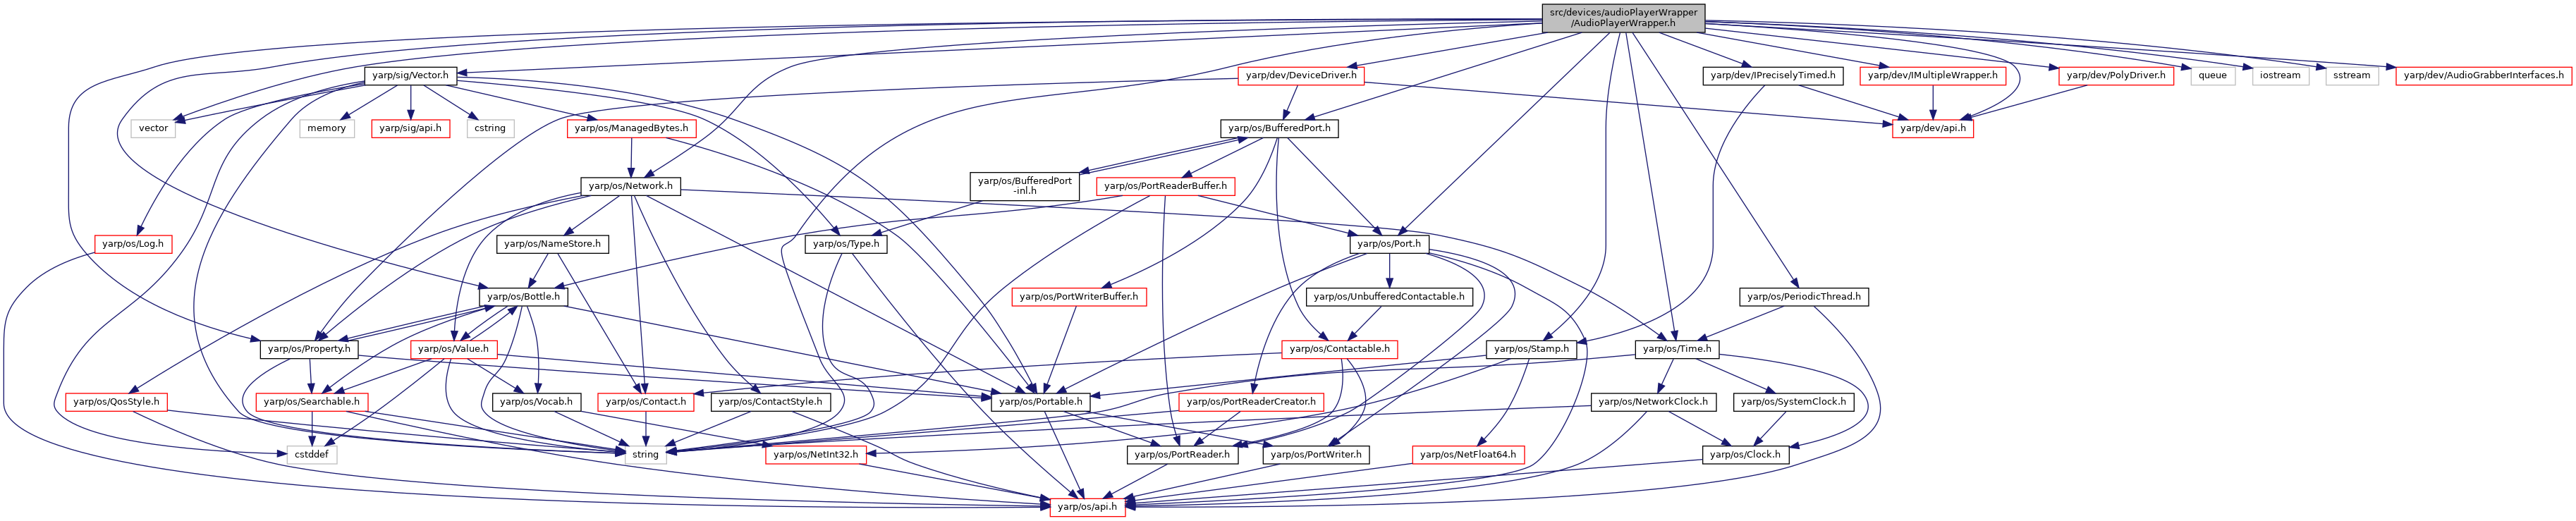 src/devices/audioPlayerWrapper
/AudioPlayerWrapper.h
yarp/sig/Vector.h
yarp/dev/DeviceDriver.h
yarp/dev/IPreciselyTimed.h
yarp/dev/IMultipleWrapper.h
yarp/dev/PolyDriver.h
queue
iostream
sstream
yarp/dev/AudioGrabberInterfaces.h
vector
memory
yarp/sig/api.h
cstring
yarp/os/ManagedBytes.h
yarp/os/BufferedPort.h
yarp/dev/api.h
yarp/os/Network.h
yarp/os/BufferedPort
-inl.h
yarp/os/PortReaderBuffer.h
yarp/os/Log.h
yarp/os/NameStore.h
yarp/os/Type.h
yarp/os/Port.h
yarp/os/Bottle.h
yarp/os/PortWriterBuffer.h
yarp/os/UnbufferedContactable.h
yarp/os/PeriodicThread.h
yarp/os/Property.h
yarp/os/Value.h
yarp/os/Contactable.h
yarp/os/Stamp.h
yarp/os/Time.h
yarp/os/QosStyle.h
yarp/os/Searchable.h
yarp/os/Vocab.h
yarp/os/Contact.h
yarp/os/ContactStyle.h
yarp/os/Portable.h
yarp/os/PortReaderCreator.h
yarp/os/NetworkClock.h
yarp/os/SystemClock.h
cstddef
string
yarp/os/NetInt32.h
yarp/os/PortReader.h
yarp/os/PortWriter.h
yarp/os/NetFloat64.h
yarp/os/Clock.h
yarp/os/api.h